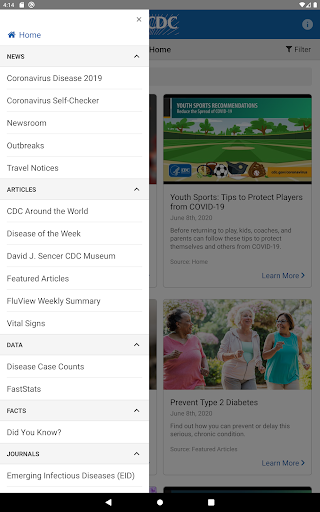 4:14
×
Home
NEWS
Coronavirus Disease 2019
Coronavirus Self-Checker
Newsroom
Outbreaks
Travel Notices
ARTICLES
CDC Around the World
Disease of the Week
David J. Sencer CDC Museum
Featured Articles
FluView Weekly Summary
Vital Signs
DATA
Disease Case Counts
FastStats
FACTS
Did You Know?
JOURNALS
Emerging Infectious Diseases (EID)
CDC
Home
Filter
YOUTH SPORTS RECOMMENDATIONS
Reduce the Spread of COVID-19
CDC
cdc.gov/coronavirus
Youth Sports: Tips to Protect Players
from COVID-19
June 8th, 2020
Before returning to play, kids, coaches, and
parents can follow these tips to protect
themselves and others from COVID-19.
Source: Home
Learn More
Prevent Type 2 Diabetes
June 8th, 2020
Find out how you can prevent or delay this
serious, chronic condition.
Source: Featured Articles
Learn More